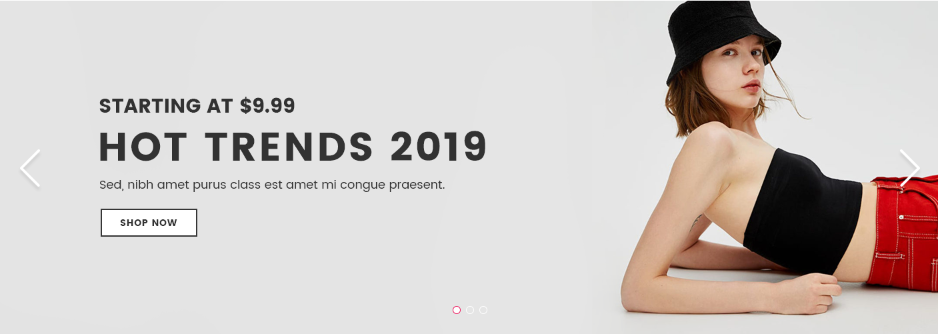 STARTING AT $9.99
HOT TRENDS 2019
Sed, nibh amet purus class est amet mi congue praesent.
SHOP NOW